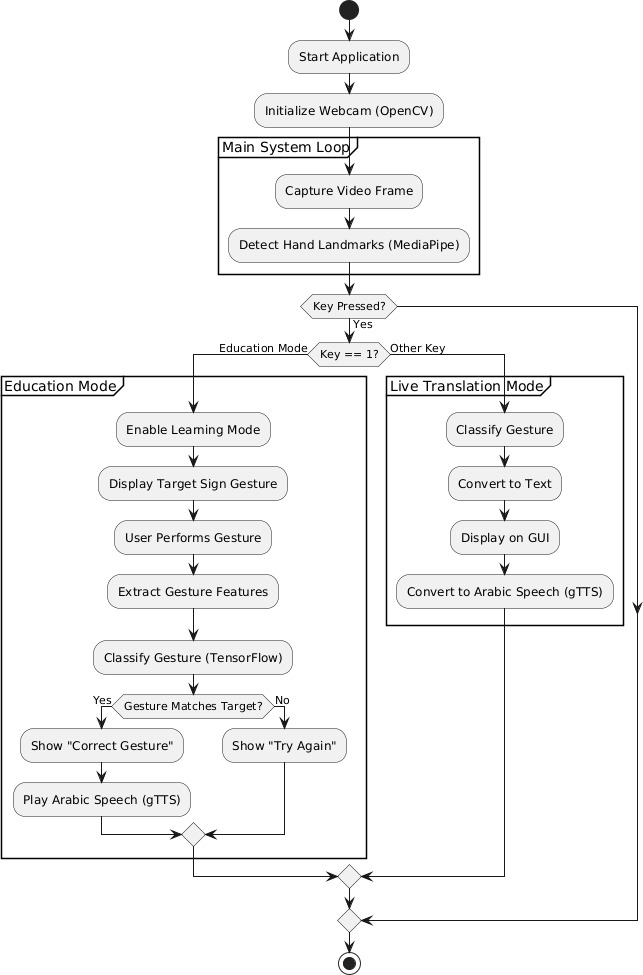 Start Application
Initialize Webcam (OpenCV)
Main System Loop
Capture Video Frame
Detect Hand Landmarks (MediaPipe)
Key Pressed?
Yes
Education Mode
Key == 1?
Other Key
Education Mode
Enable Learning Mode
Display Target Sign Gesture
User Performs Gesture
Extract Gesture Features
Classify Gesture (TensorFlow)
Yes
Gesture Matches Target?
No
Show "Correct Gesture"
Show "Try Again"
Play Arabic Speech (gTTS)
Live Translation Mode
Classify Gesture
Convert to Text
Display on GUI
Convert to Arabic Speech (gTTS)